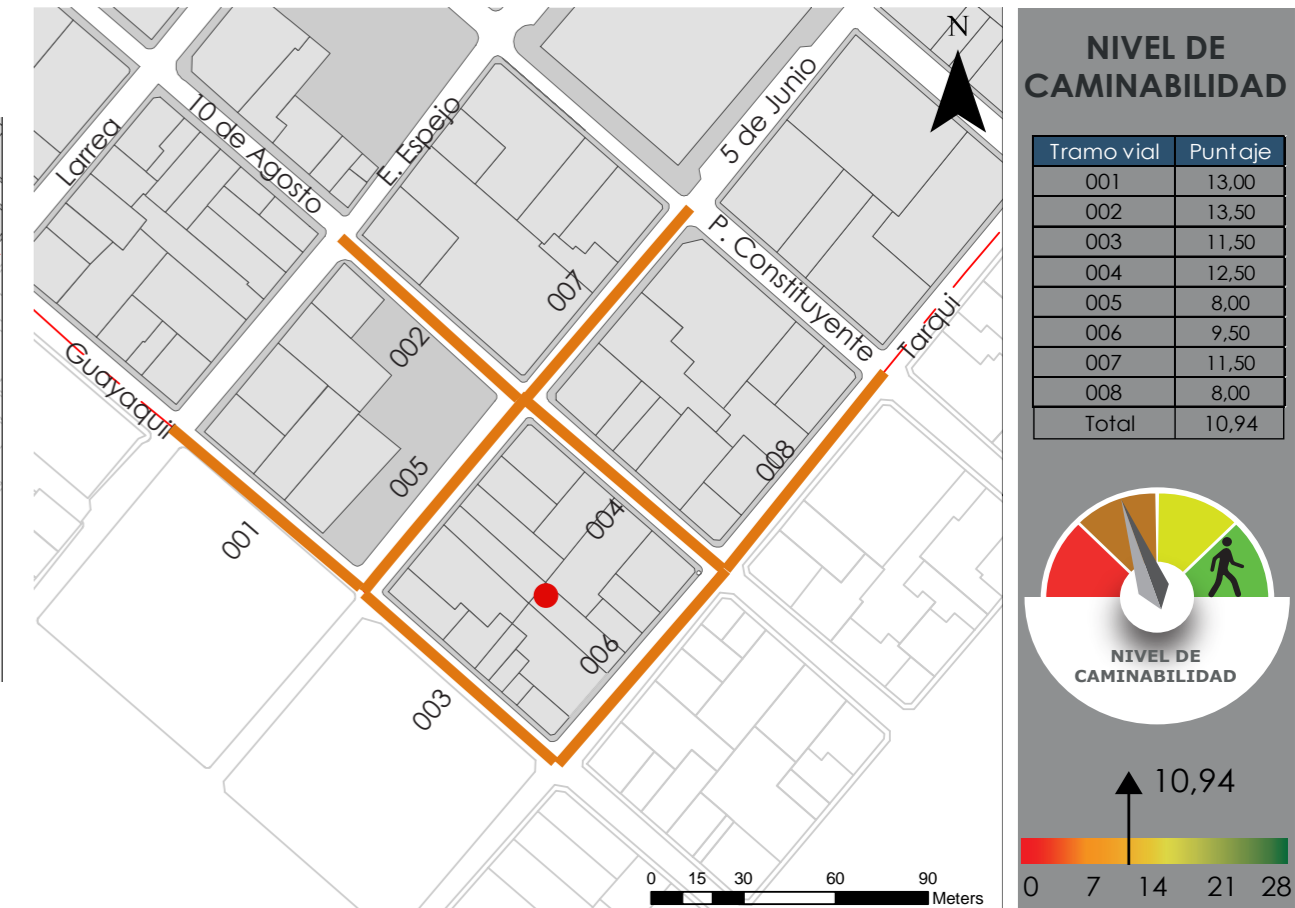 N
5 de Junio
E. Espejo
10 de Agosto
Larrea
P. Constituyente
007
Tarqui
002
Guayaquil
008
005
004
001
006
003
0 15 30 60 90
Meters
NIVEL DE
CAMINABILIDAD
Tramo vial Puntaje
001 13,00
002 13,50
003 11,50
004 12,50
005 8,00
006 9,50
007 11,50
008 8,00
Total 10,94
NIVEL DE
CAMINABILIDAD
10,94
0 7 14 21 28